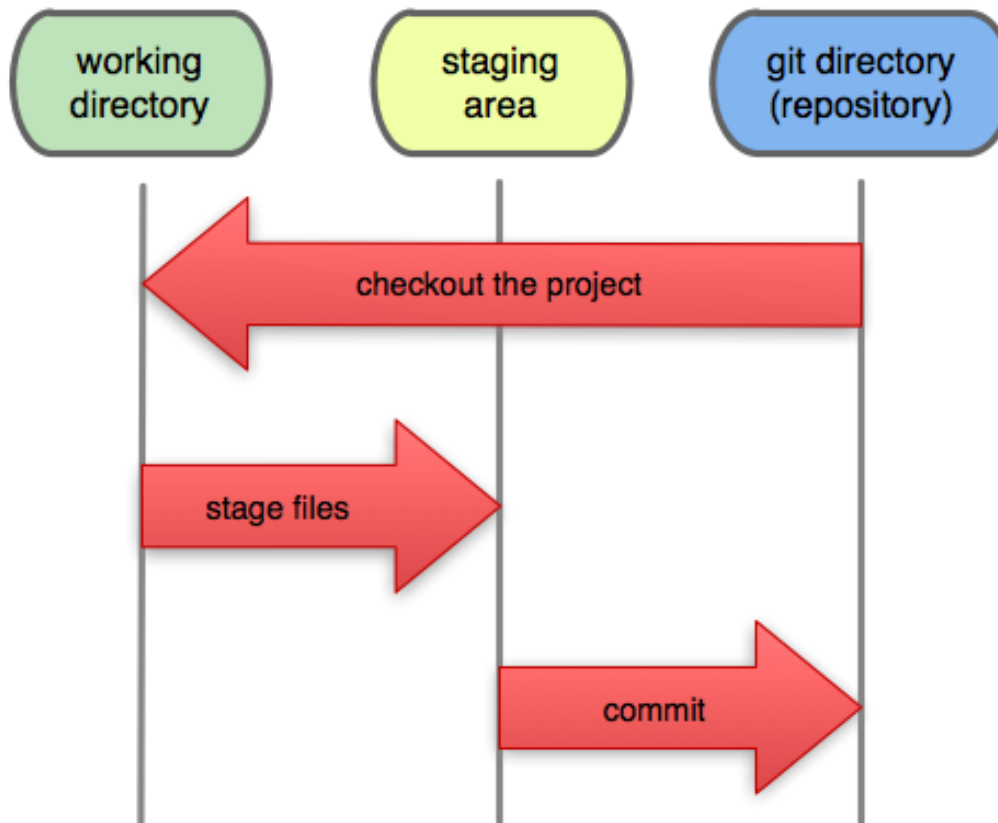 working
directory
staging
area
git directory
(repository)
checkout the project
stage files
commit